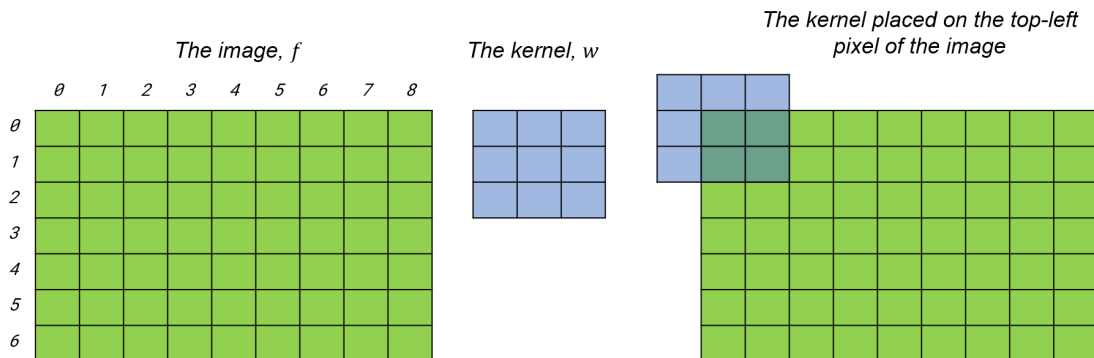 The kernel placed on the top-left
pixel of the image
The image, f
The kernel, w
0 1 2 3 4 5 6 7 8
0
1
2
3
4
5
6